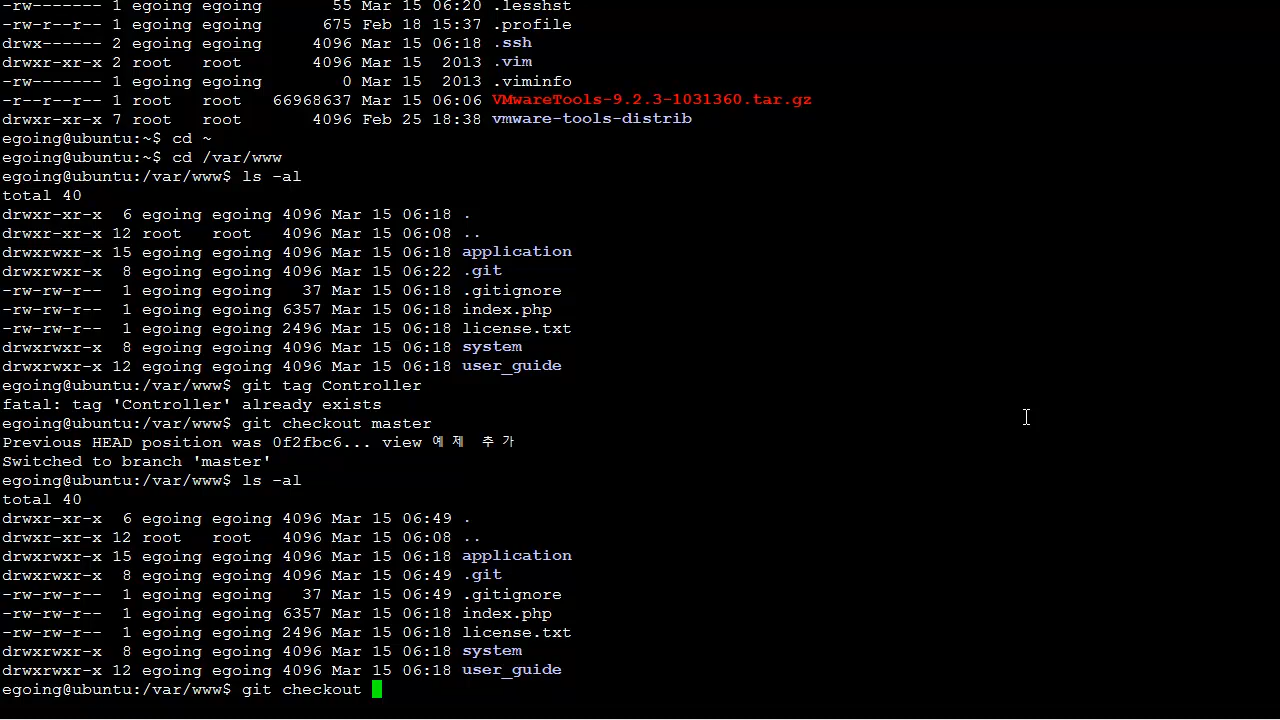 -rw------- 1 egoing egoing       55 Mar 15 06:20 .lesshst
-rw-r--r-- 1 egoing egoing      675 Feb 18 15:37 .profile
drwx------ 2 egoing egoing     4096 Mar 15 06:18 .ssh
drwxr-xr-x 2 root   root       4096 Mar 15  2013 .vim
-rw------- 1 egoing egoing        0 Mar 15  2013 .viminfo
-r--r--r-- 1 root   root   66968637 Mar 15 06:06 VMwareTools-9.2.3-1031360.tar.gz
drwxr-xr-x 7 root   root       4096 Feb 25 18:38 vmware-tools-distrib
egoing@ubuntu:~$ cd ~
egoing@ubuntu:~$ cd /var/www
egoing@ubuntu:/var/www$ ls -al
total 40
drwxr-xr-x  6 egoing egoing 4096 Mar 15 06:18 .
drwxr-xr-x 12 root   root   4096 Mar 15 06:08 ..
drwxrwxr-x 15 egoing egoing 4096 Mar 15 06:18 application
drwxrwxr-x  8 egoing egoing 4096 Mar 15 06:22 .git
-rw-rw-r--  1 egoing egoing   37 Mar 15 06:18 .gitignore
-rw-rw-r--  1 egoing egoing 6357 Mar 15 06:18 index.php
-rw-rw-r--  1 egoing egoing 2496 Mar 15 06:18 license.txt
drwxrwxr-x  8 egoing egoing 4096 Mar 15 06:18 system
drwxrwxr-x 12 egoing egoing 4096 Mar 15 06:18 user_guide
egoing@ubuntu:/var/www$ git tag Controller
fatal: tag 'Controller' already exists
egoing@ubuntu:/var/www$ git checkout master
Previous HEAD position was 0f2fbc6... view 예제 추가
Switched to branch 'master'
egoing@ubuntu:/var/www$ ls -al
total 40
drwxr-xr-x  6 egoing egoing 4096 Mar 15 06:49 .
drwxr-xr-x 12 root   root   4096 Mar 15 06:08 ..
drwxrwxr-x 15 egoing egoing 4096 Mar 15 06:18 application
drwxrwxr-x  8 egoing egoing 4096 Mar 15 06:49 .git
-rw-rw-r--  1 egoing egoing   37 Mar 15 06:49 .gitignore
-rw-rw-r--  1 egoing egoing 6357 Mar 15 06:18 index.php
-rw-rw-r--  1 egoing egoing 2496 Mar 15 06:18 license.txt
drwxrwxr-x  8 egoing egoing 4096 Mar 15 06:18 system
drwxrwxr-x 12 egoing egoing 4096 Mar 15 06:18 user_guide
egoing@ubuntu:/var/www$ git checkout